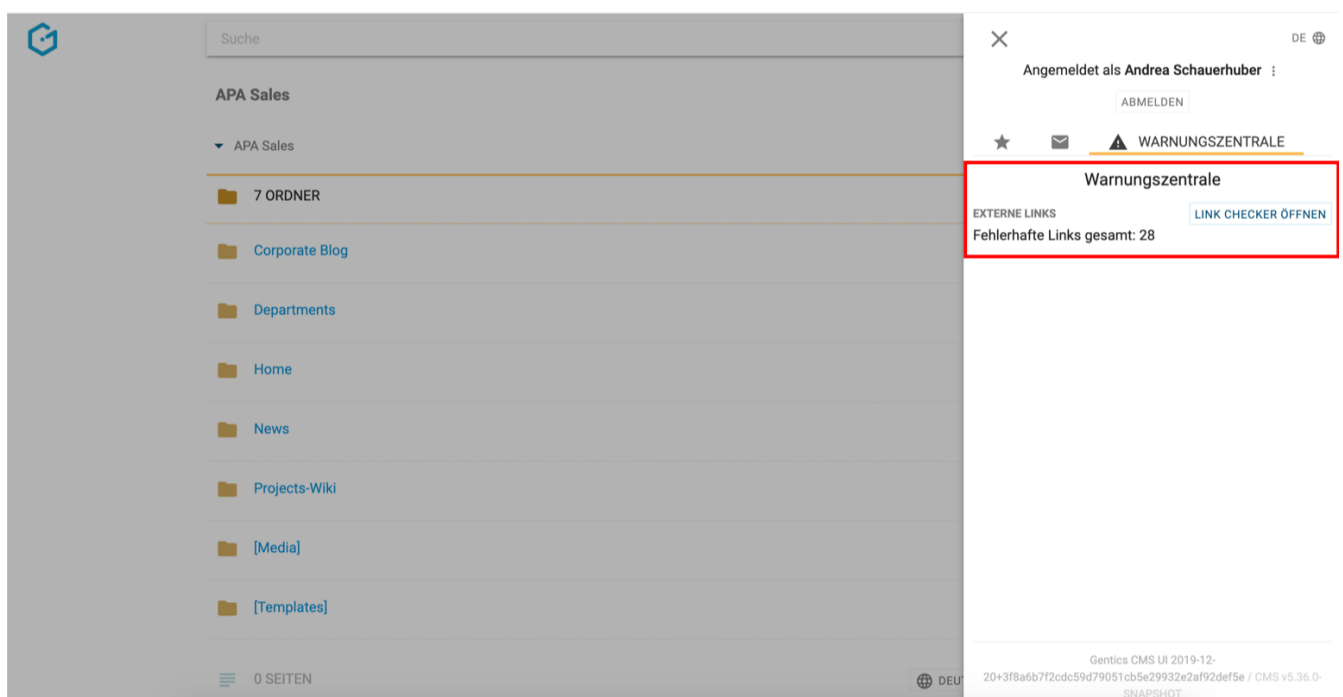 Suche
APA Sales
APA Sales
7 ORDNER
Corporate Blog
Departments
Home
News
Projects-Wiki
[Media]
[Templates]
0 SEITEN
DE
Angemeldet als Andrea Schauerhuber
ABMELDEN
WARNUNGSZENTRALE
Warnungszentrale
EXTERNE LINKS
LINK CHECKER ÖFFNEN
Fehlerhafte Links gesamt: 28
Gentics CMS UI 2019-12-
20+3f8a6b7f2cdc59d79051cb5e29932e2af92def5e / CMS v5.36.0-
SNAPSHOT